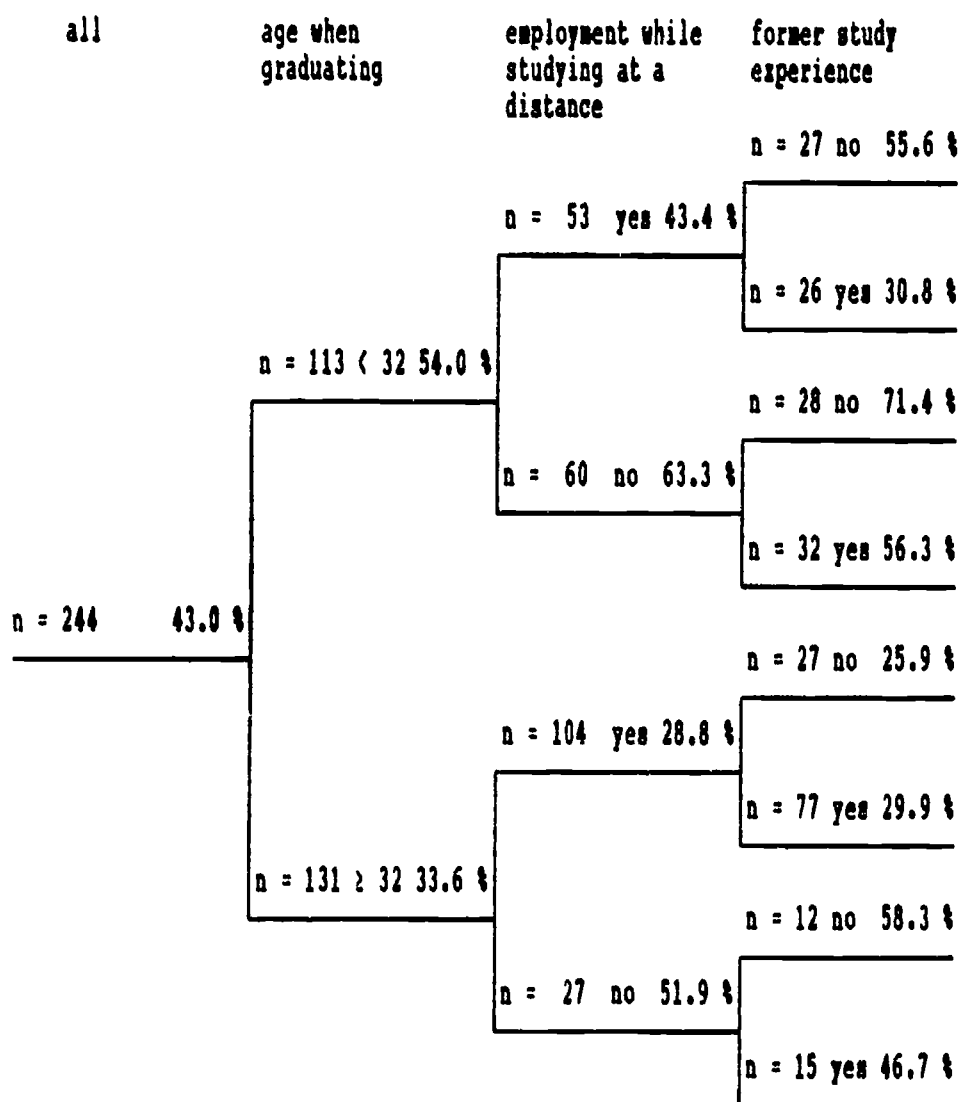 all
age when
graduating
employment while
studying at a
distance
former study
experience
n = 27 no 55.6 %
n = 53 yes 43.4 %
n = 26 yes 30.8 %
n = 113 < 32 54.0 %
n = 28 no 71.4 %
n = 60 no 63.3 %
n = 32 yes 56.3 %
n = 244 43.0 %
n = 27 no 25.9 %
n = 104 yes 28.8 %
n = 77 yes 29.9 %
n = 131 ≥ 32 33.6 %
n = 12 no 58.3 %
n = 27 no 51.9 %
n = 15 yes 46.7 %